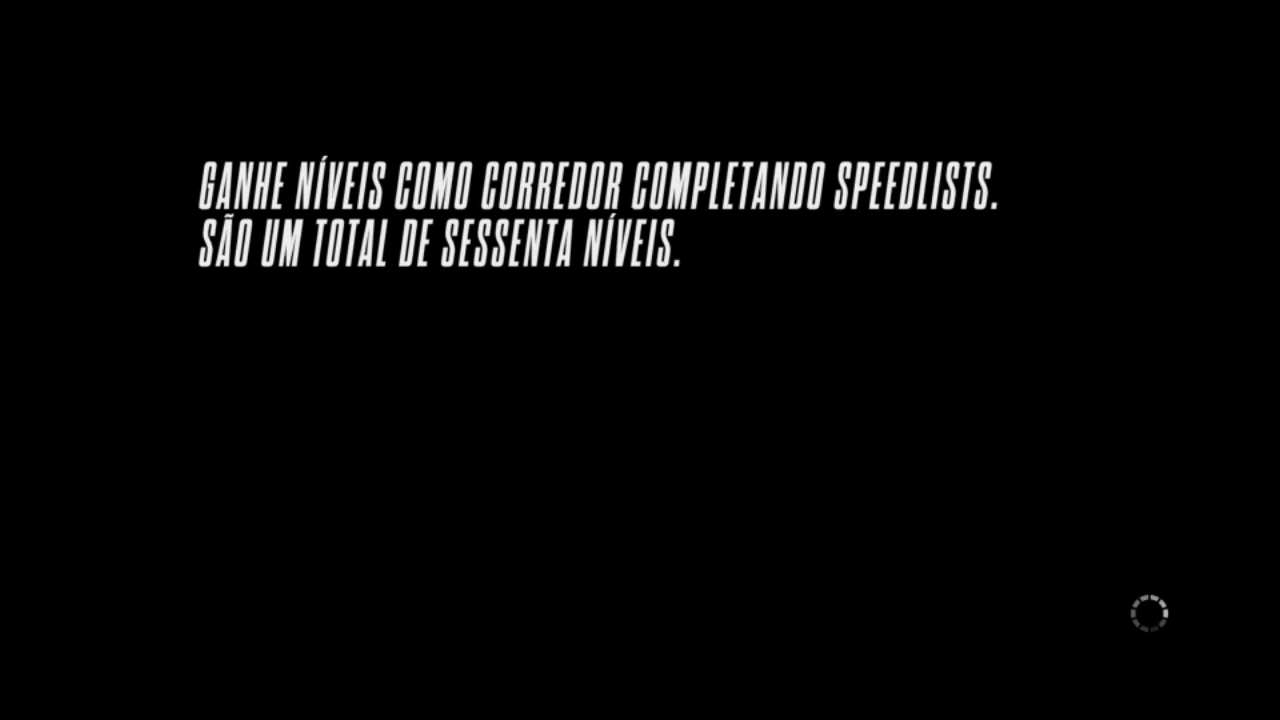 GANHE NÍVEIS COMO CORREDOR COMPLETANDO SPEEDLISTS.
SÃO UM TOTAL DE SESSENTA NÍVEIS.